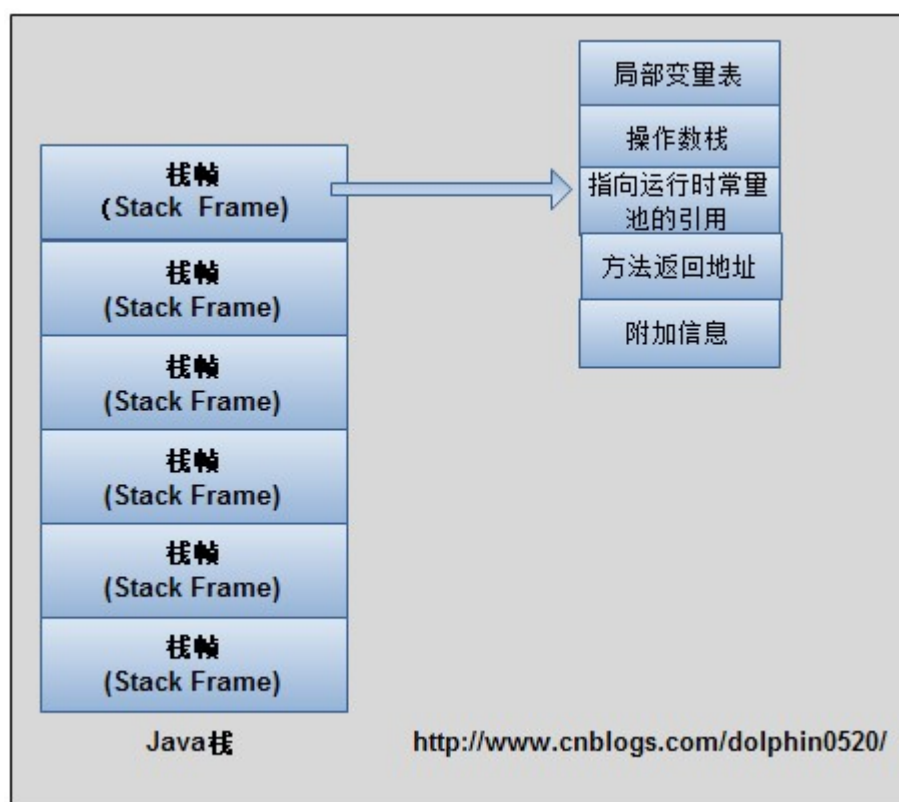 栈帧
(Stack Frame)
栈帧
(Stack Frame)
栈帧
(Stack Frame)
栈帧
(Stack Frame)
栈帧
(Stack Frame)
栈帧
(Stack Frame)
Java栈
局部变量表
操作数栈
指向运行时常量
池的引用
方法返回地址
附加信息
http://www.cnblogs.com/dolphin0520/